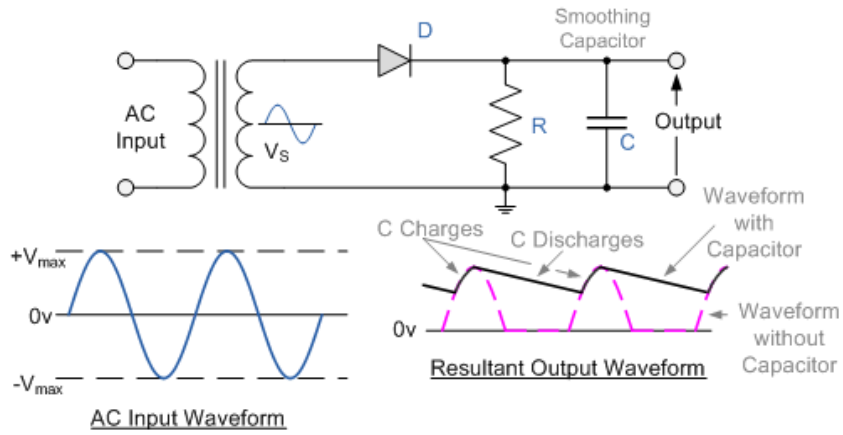 Smoothing
Capacitor
D
AC
Input
VS
R
C
Output
+Vmax
0v
-Vmax
AC Input Waveform
C Charges
C Discharges
Waveform
with
Capacitor
0v
Waveform
without
Capacitor
Resultant Output Waveform